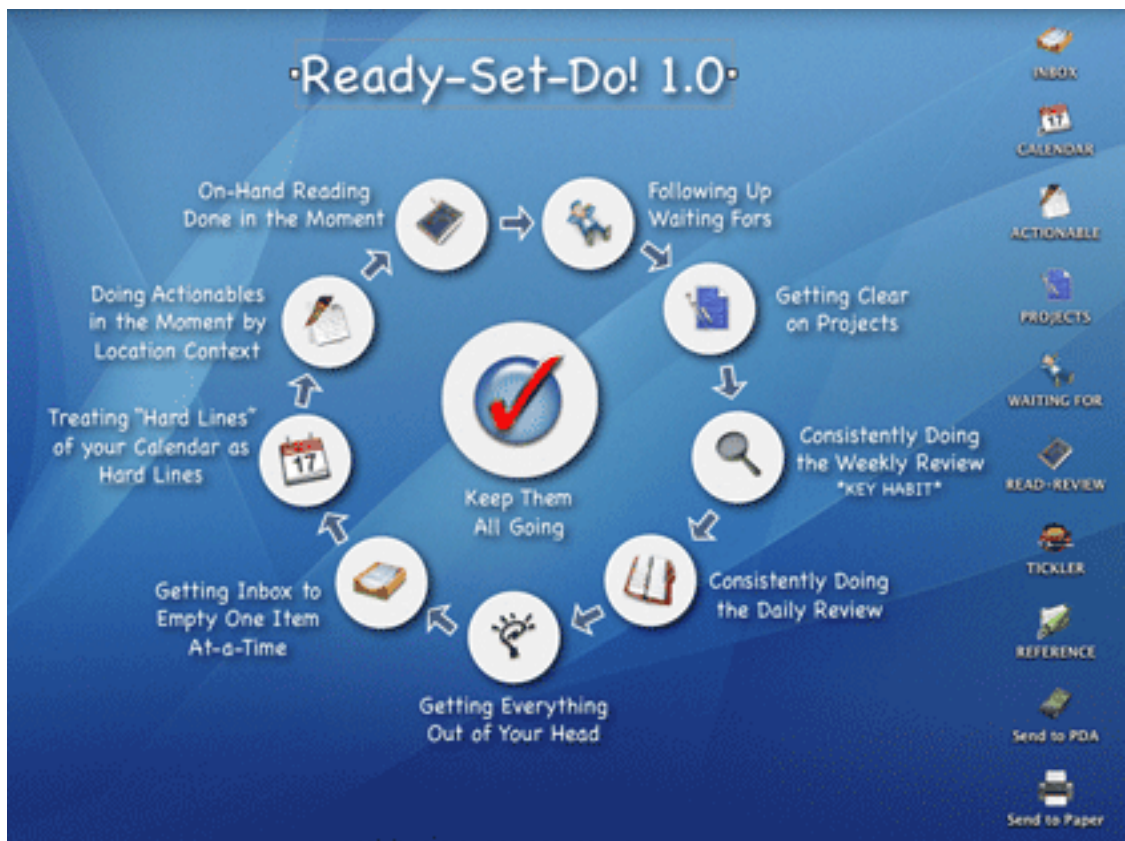 Ready-Set-Do! 1.0
On-Hand Reading
Done in the Moment
Following Up
Waiting Fors
Getting Clear
on Projects
Consistently Doing
the Weekly Review
*KEY HABIT*
Consistently Doing
the Daily Review
Getting Everything
Out of Your Head
Getting Inbox to
Empty One Item
At-a-Time
Treating "Hard Lines"
of your Calendar as
Hard Lines
17
Doing Actionables
in the Moment by
Location Context
Keep Them
All Going
INBOX
17
CALENDAR
ACTIONABLE
PROJECTS
WAITING FOR
READ-REVIEW
TICKLER
REFERENCE
Send to PDA
Send to Paper